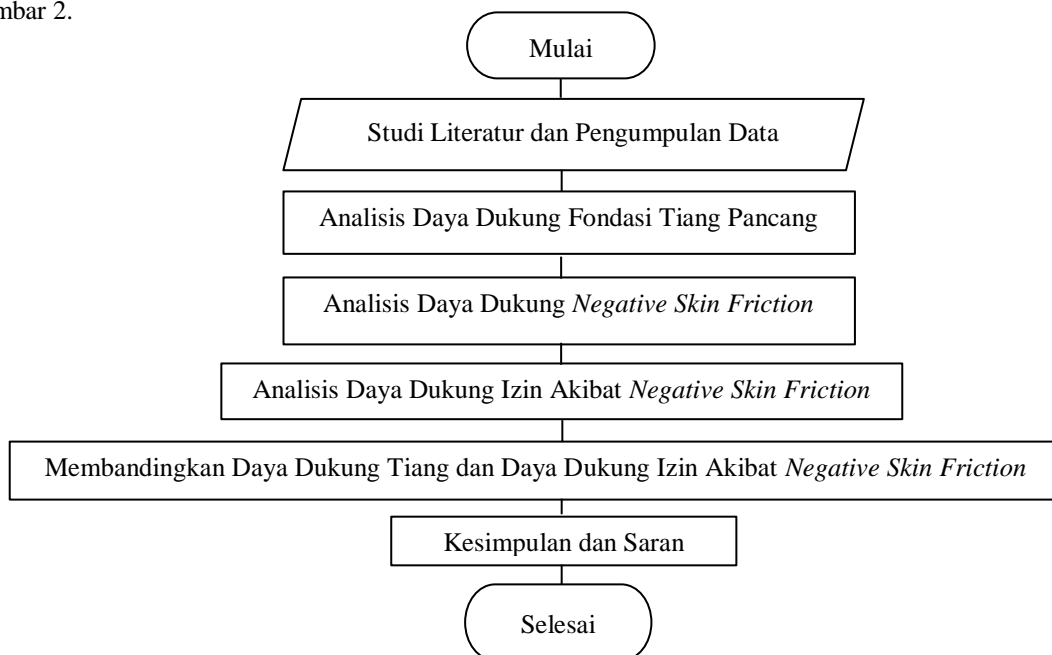 mbar 2.
Mulai
Studi Literatur dan Pengumpulan Data
Analisis Daya Dukung Fondasi Tiang Pancang
Analisis Daya Dukung Negative Skin Friction
Analisis Daya Dukung Izin Akibat Negative Skin Friction
Membandingkan Daya Dukung Tiang dan Daya Dukung Izin Akibat Negative Skin Friction
Kesimpulan dan Saran
Selesai